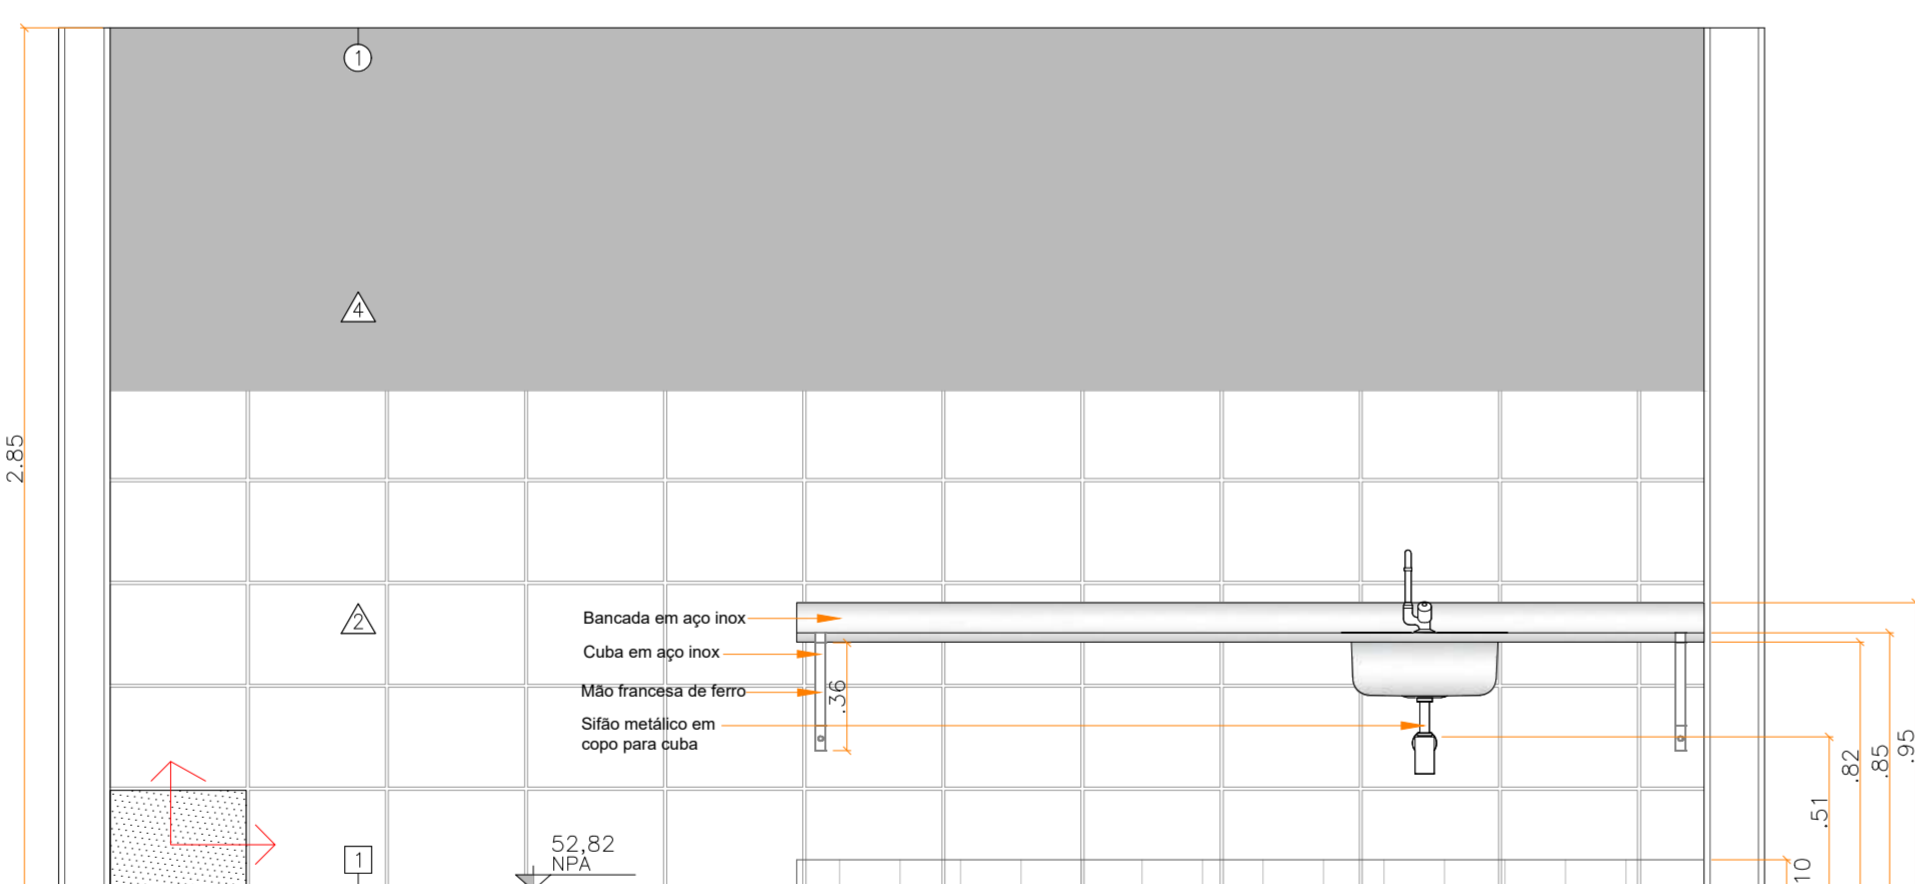 1
4
2.85
2
Bancada em aço inox
Cuba em aço inox
Mão francesa de ferro
.36
Sifão metálico em
copo para cuba
.95
.85
.82
.51
52,82
NPA
1
10